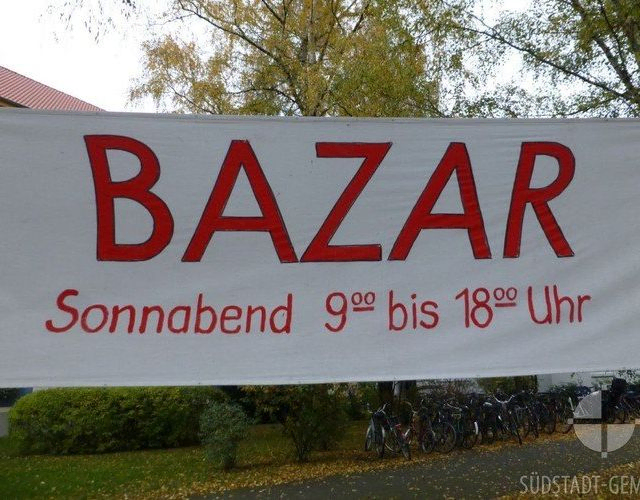 BAZAR
Sonnabend 9⁰⁰ bis 18⁰⁰ Uhr
SÜDSTADT-GEM